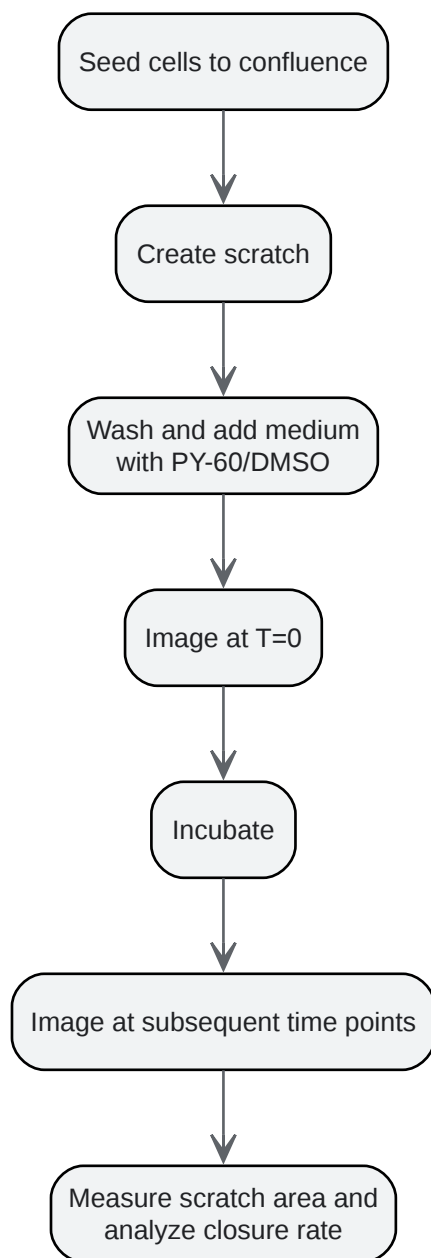 Seed cells to confluence
Create scratch
Wash and add medium
with PY-60/DMSO
Image at T=0
Incubate
Image at subsequent time points
Measure scratch area and
analyze closure rate